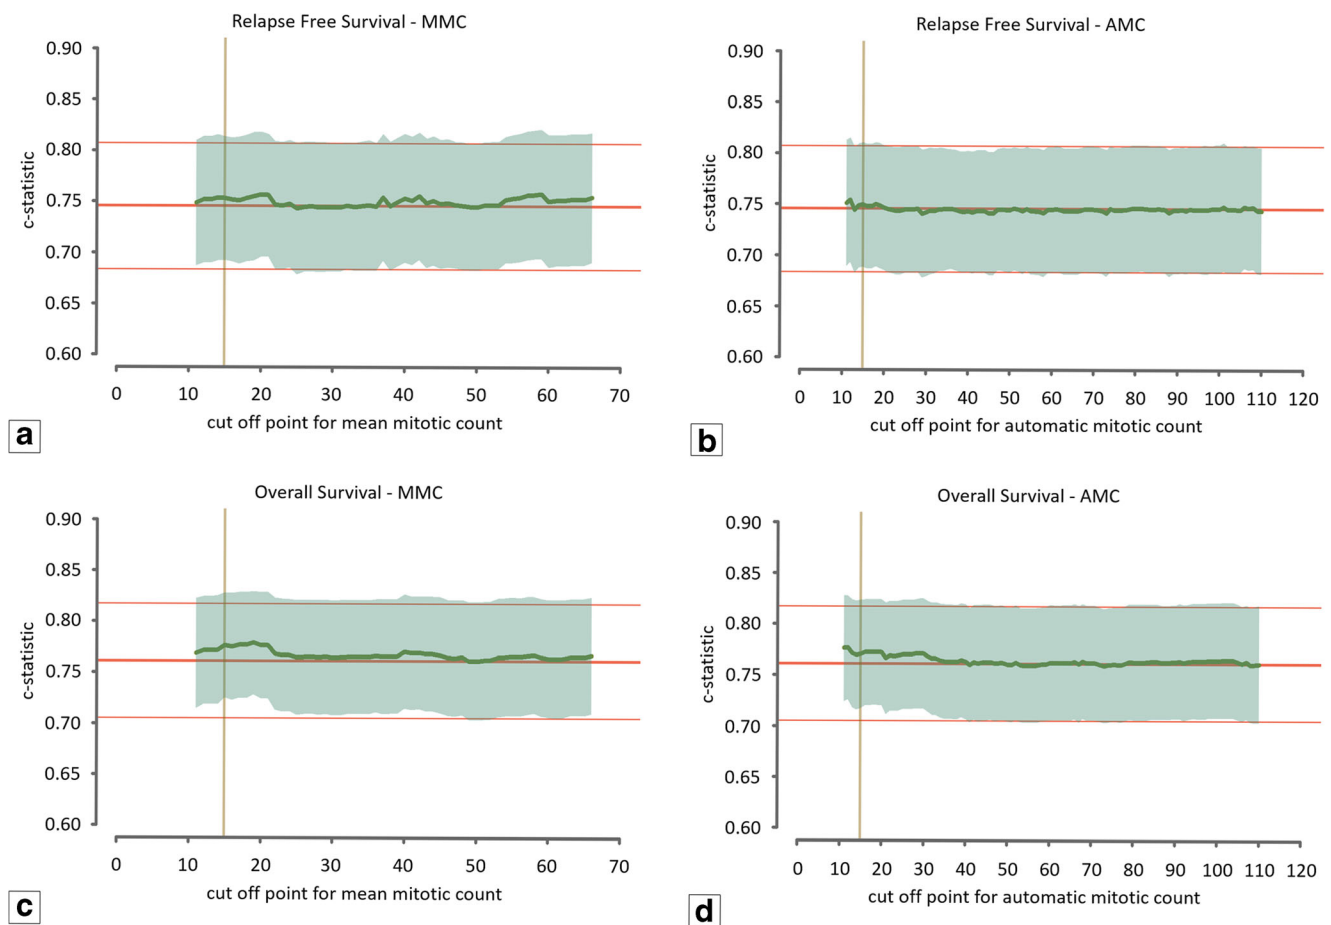 Relapse Free Survival - MMC
0.90
0.85
0.80
0.75
0.70
0.65
0.60
c-statistic
0 10 20 30 40 50 60 70
cut off point for mean mitotic count
a
Relapse Free Survival - AMC
0.90
0.85
0.80
0.75
0.70
0.65
0.60
c-statistic
0 10 20 30 40 50 60 70 80 90 100 110 120
cut off point for automatic mitotic count
b
Overall Survival - MMC
0.90
0.85
0.80
0.75
0.70
0.65
0.60
c-statistic
0 10 20 30 40 50 60 70
cut off point for mean mitotic count
c
Overall Survival - AMC
0.90
0.85
0.80
0.75
0.70
0.65
0.60
c-statistic
0 10 20 30 40 50 60 70 80 90 100 110 120
cut off point for automatic mitotic count
d